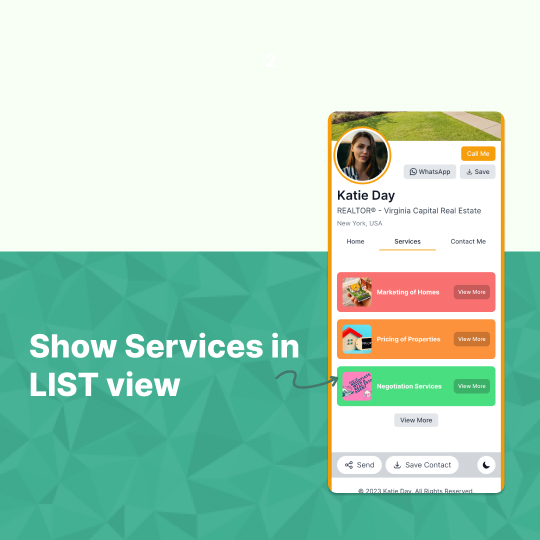 Call Me
WhatsApp
Save
Katie Day
REALTOR® - Virginia Capital Real Estate
New York, USA
Home Services Contact Me
Marketing of Homes View More
Pricing of Properties View More
Negotiation Services View More
View More
Show Services in
LIST view
Send Save Contact
© 2023 Katie Day. All Rights Reserved.